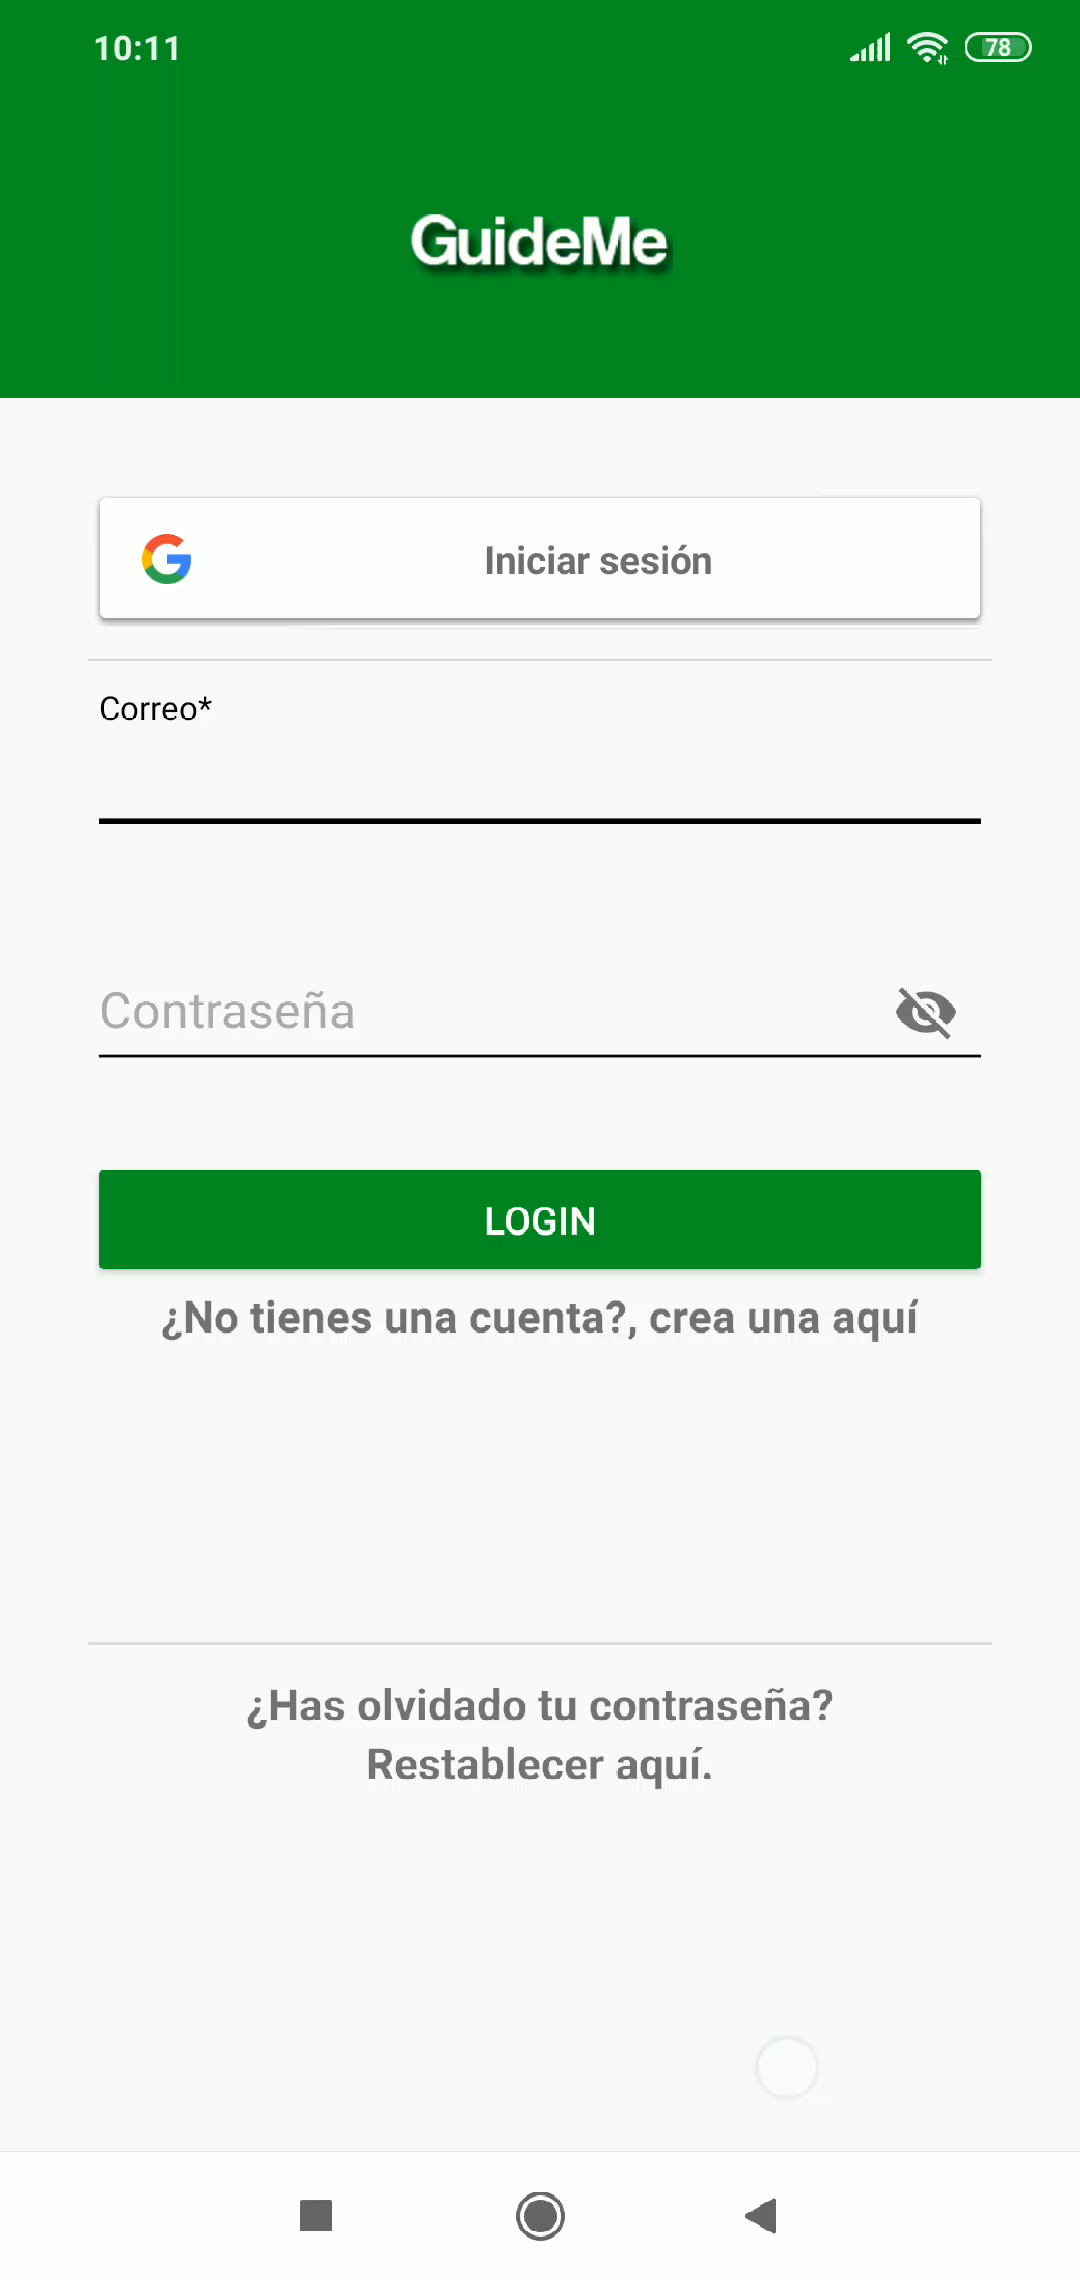 10:11
78
GuideMe
Iniciar sesión
Correo*
Contraseña
LOGIN
¿No tienes una cuenta?, crea una aquí
¿Has olvidado tu contraseña?
Restablecer aquí.